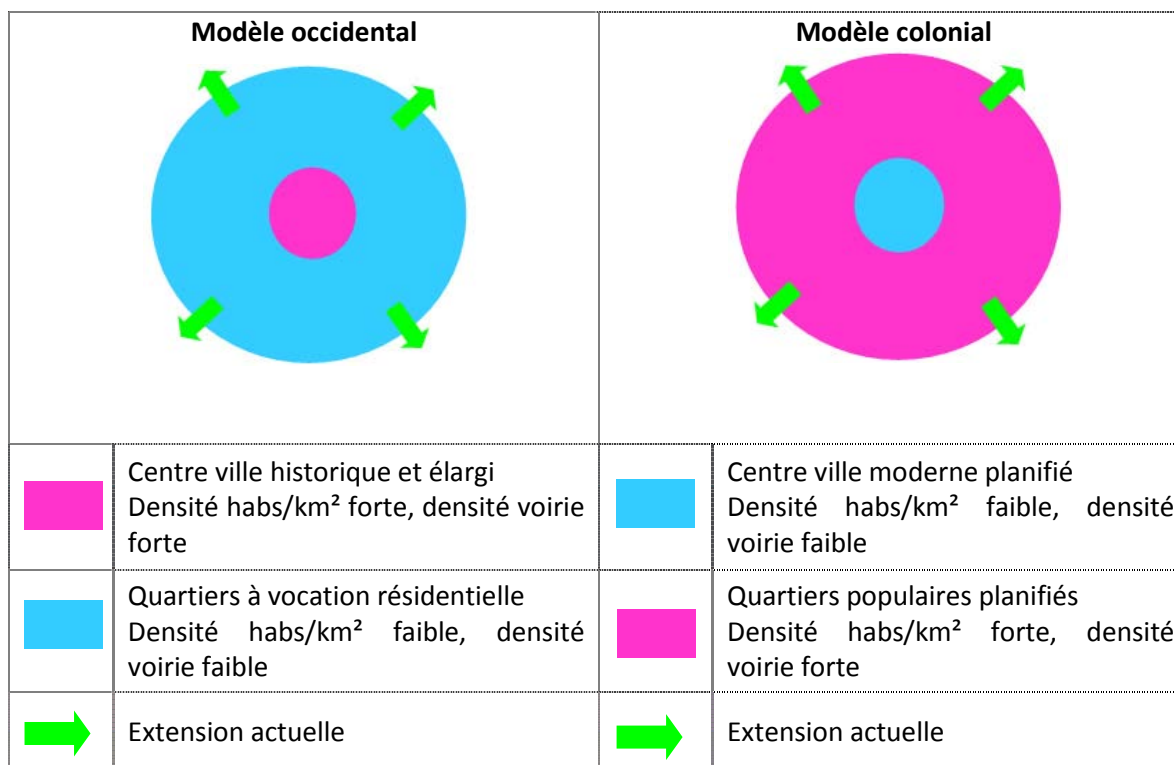 Modèle occidental
Modèle colonial
Centre ville historique et élargi
Densité habs/km² forte, densité voirie
forte
Centre ville moderne planifié
Densité habs/km² faible, densité
voirie faible
Quartiers à vocation résidentielle
Densité habs/km² faible, densité
voirie faible
Quartiers populaires planifiés
Densité habs/km² forte, densité
voirie forte
Extension actuelle
Extension actuelle